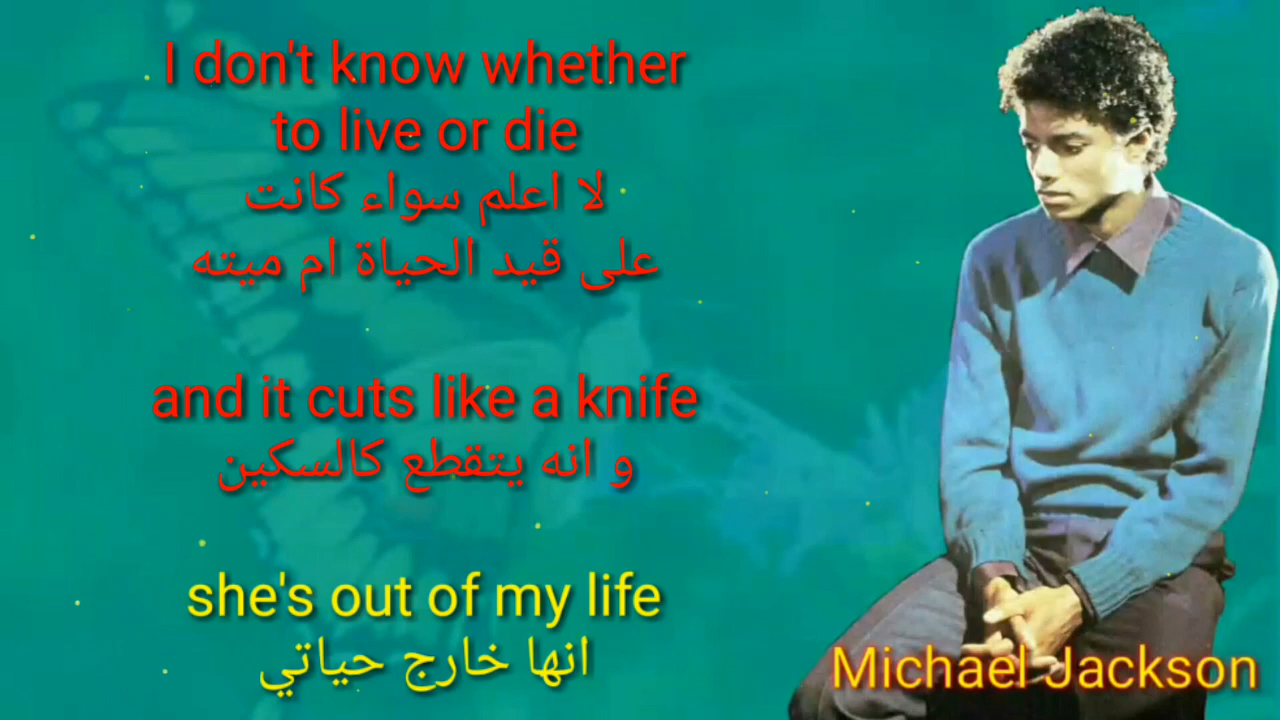 I don't know whether
to live or die
لا اعلم سواء كانت
على قيد الحياة ام ميته
and it cuts like a knife
و انه يتقطع كالسكين
she's out of my life
انها خارج حياتي
Michael Jackson